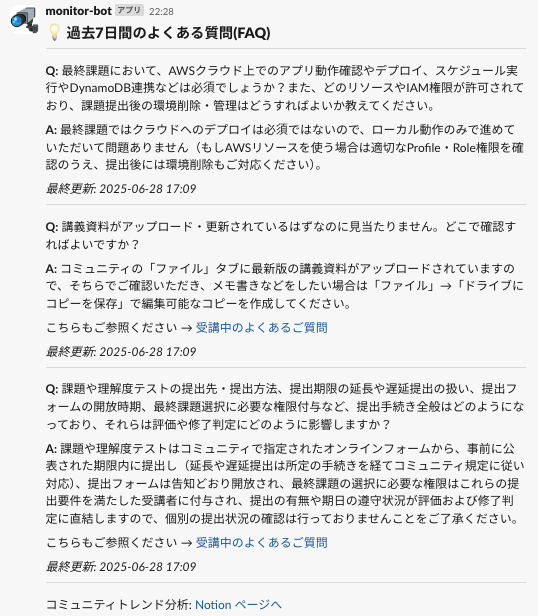 monitor-bot アプリ 22:28
💡 過去7日間のよくある質問(FAQ)
Q: 最終課題において、AWSクラウド上でのアプリ動作確認やデプロイ、スケジュール実
行やDynamoDB連携などは必須でしょうか？また、どのリソースやIAM権限が許可されて
おり、課題提出後の環境削除・管理はどうすればよいか教えてください。
A: 最終課題ではクラウドへのデプロイは必須ではないので、ローカル動作のみで進めて
いただいて問題ありません（もしAWSリソースを使う場合は適切なProfile・Role権限を確
認のうえ、提出後には環境削除もご対応ください）。
最終更新: 2025-06-28 17:09
Q: 講義資料がアップロード・更新されているはずなのに見当たりません。どこで確認す
ればよいですか？
A: コミュニティの「ファイル」タブに最新版の講義資料がアップロードされていますの
で、そちらでご確認いただき、メモ書きなどをしたい場合は「ファイル」→「ドライブに
コピーを保存」で編集可能なコピーを作成してください。
こちらもご参照ください → 受講中のよくあるご質問
最終更新: 2025-06-28 17:09
Q: 課題や理解度テストの提出先・提出方法、提出期限の延長や遅延提出の扱い、提出フ
ォームの開放時期、最終課題選択に必要な権限付与など、提出手続き全般はどのようにな
っており、それらは評価や修了判定にどのように影響しますか？
A: 課題や理解度テストはコミュニティで指定されたオンラインフォームから、事前に公
表された期限内に提出し（延長や遅延提出は所定の手続きを経てコミュニティ規定に従い
対応）、提出フォームは告知どおり開放され、最終課題の選択に必要な権限はこれらの提
出要件を満たした受講者に付与され、提出の有無や期日の遵守状況が評価および修了判
定に直結しますので、個別の提出状況の確認は行っておりませんことをご了承ください。
こちらもご参照ください → 受講中のよくあるご質問
最終更新: 2025-06-28 17:09
コミュニティトレンド分析: Notion ページへ